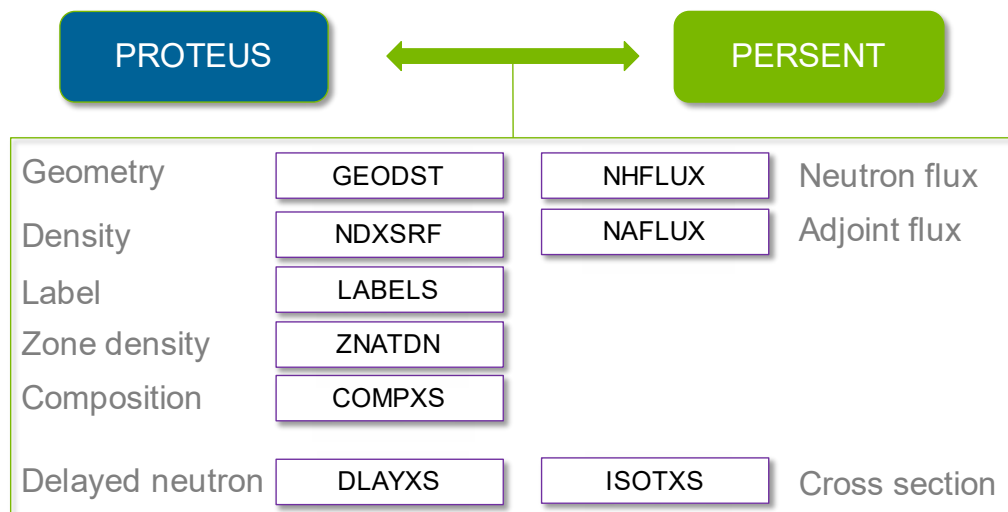 PROTEUS PERSENT
Geometry GEODST NHFLUX Neutron flux
Density NDXSRF NAFLUX Adjoint flux
Label LABELS
Zone density ZNATDN
Composition COMPXS
Delayed neutron DLAYXS ISOTXS Cross section